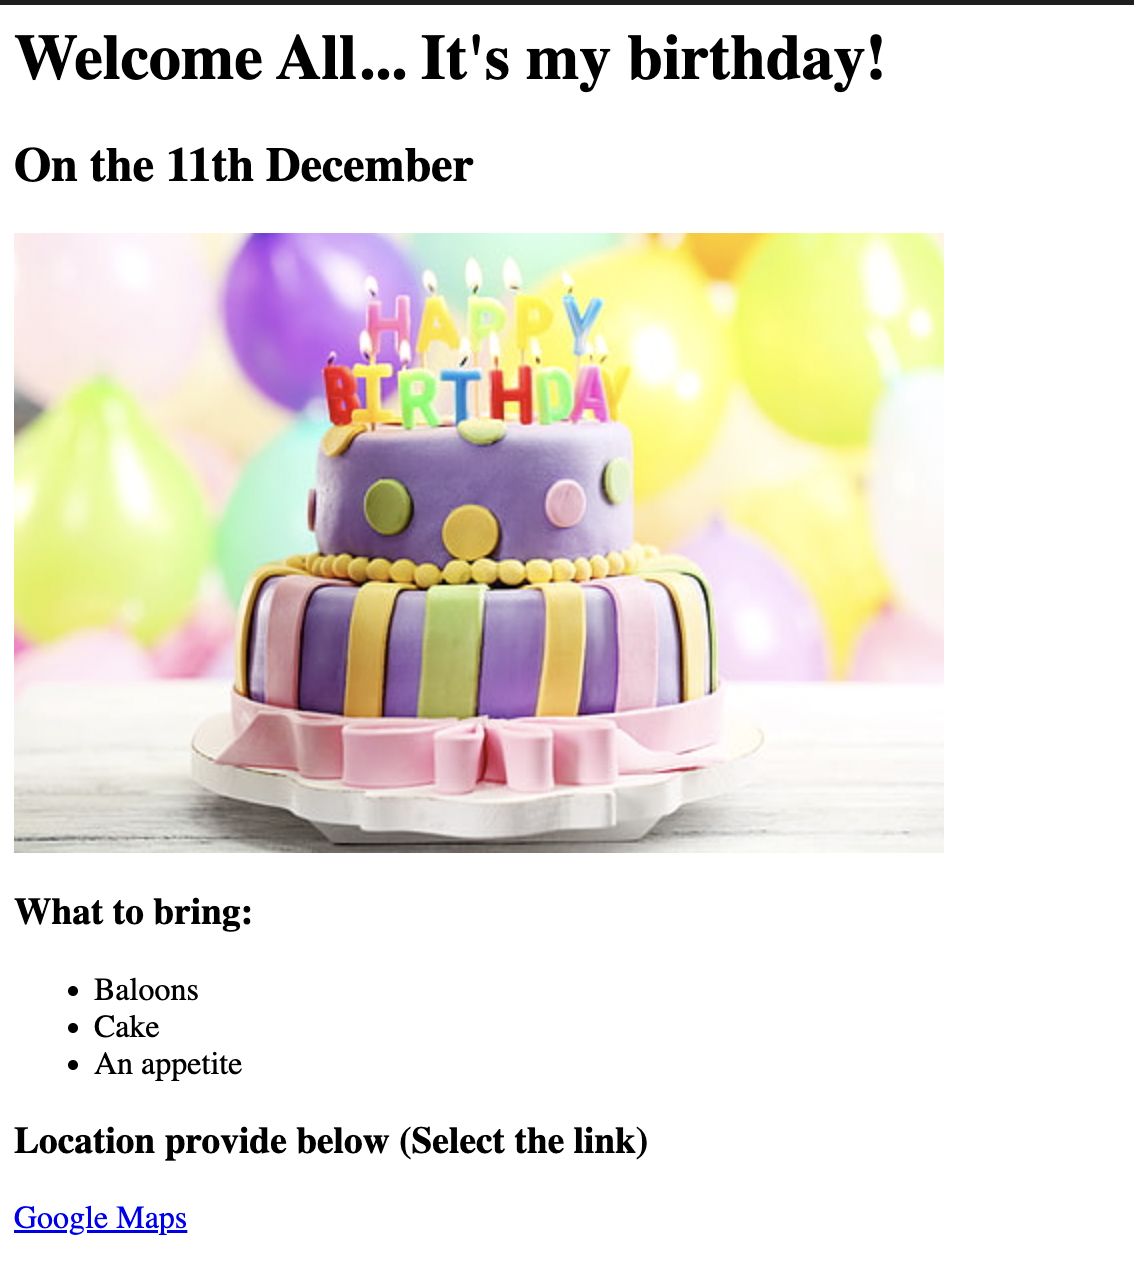 Welcome All... It's my birthday!
On the 11th December
HAPPY
BIRTHDAY
What to bring:
Baloons
Cake
An appetite
Location provide below (Select the link)
Google Maps